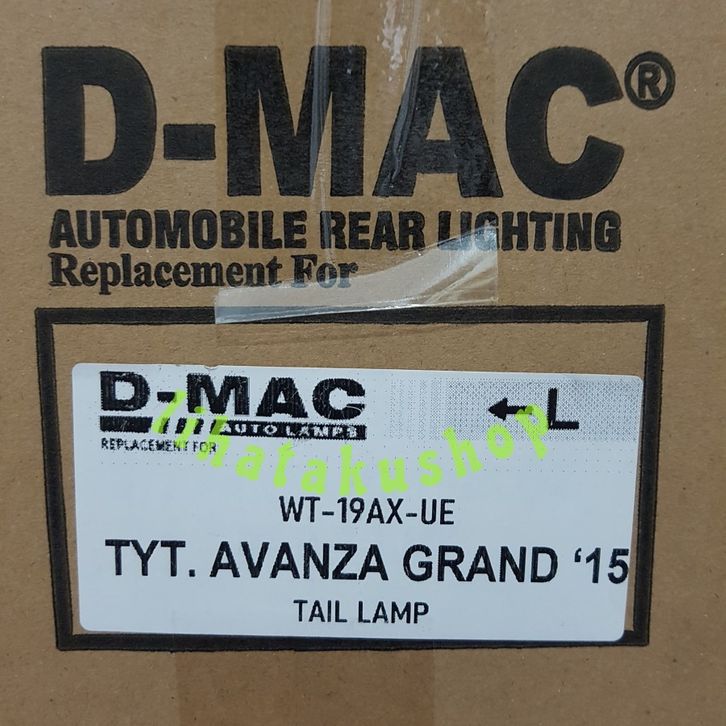 D-MAC®
AUTOMOBILE REAR LIGHTING
Replacement For
D-MAC
AUTO LAMPS
REPLACEMENT FOR
← L
zihatakushop
WT-19AX-UE
TYT. AVANZA GRAND '15
TAIL LAMP